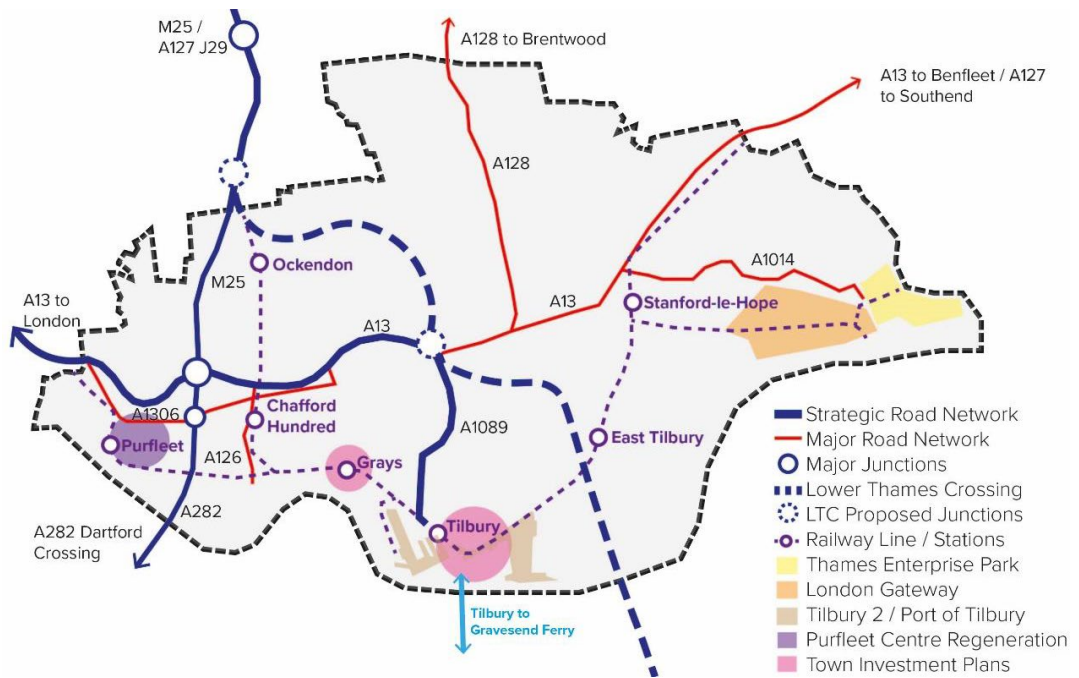 M25 /
A127 J29
A128 to Brentwood
A13 to Benfleet / A127
to Southend
A128
Ockendon
M25
A1014
A13 to
London
A13
A13
Stanford-le-Hope
A1306
Chafford
Hundred
Purfleet
A126
A1089
East Tilbury
Grays
A282
A282 Dartford
Crossing
Tilbury
Tilbury to
Gravesend Ferry
Strategic Road Network
Major Road Network
Major Junctions
Lower Thames Crossing
LTC Proposed Junctions
Railway Line / Stations
Thames Enterprise Park
London Gateway
Tilbury 2 / Port of Tilbury
Purfleet Centre Regeneration
Town Investment Plans